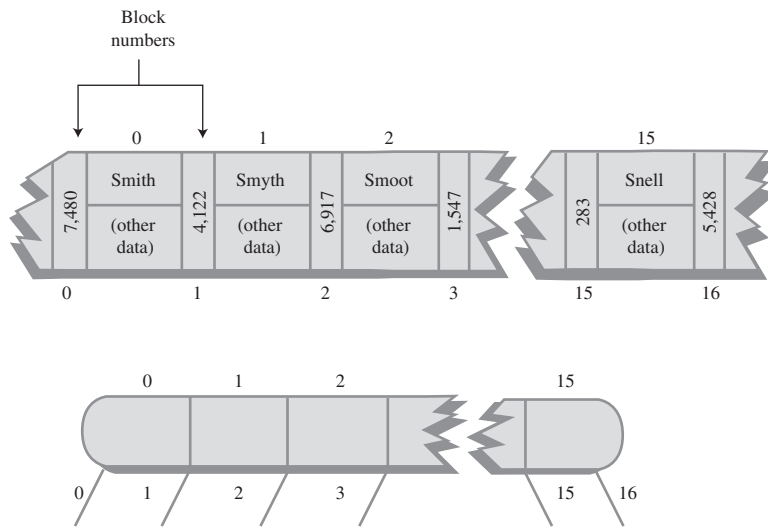 Block
numbers
0 1 2 15
7,480 Smith 4,122 Smyth 6,917 Smoot 1,547 283 Snell 5,428
(other (other (other (other
data) data) data) data)
0 1 2 3 15 16
0 1 2 15
0 1 2 3 15 16